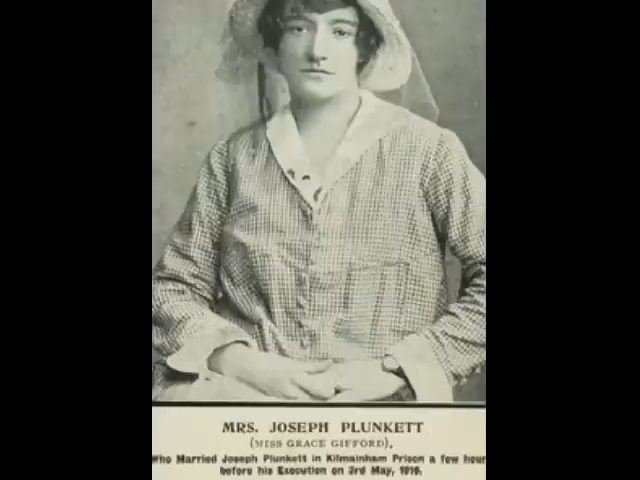 MRS. JOSEPH PLUNKETT
(MISS GRACE GIFFORD),
Who Married Joseph Plunkett in Kilmainham Prison a few hour
before his Execution on 3rd May, 1916.